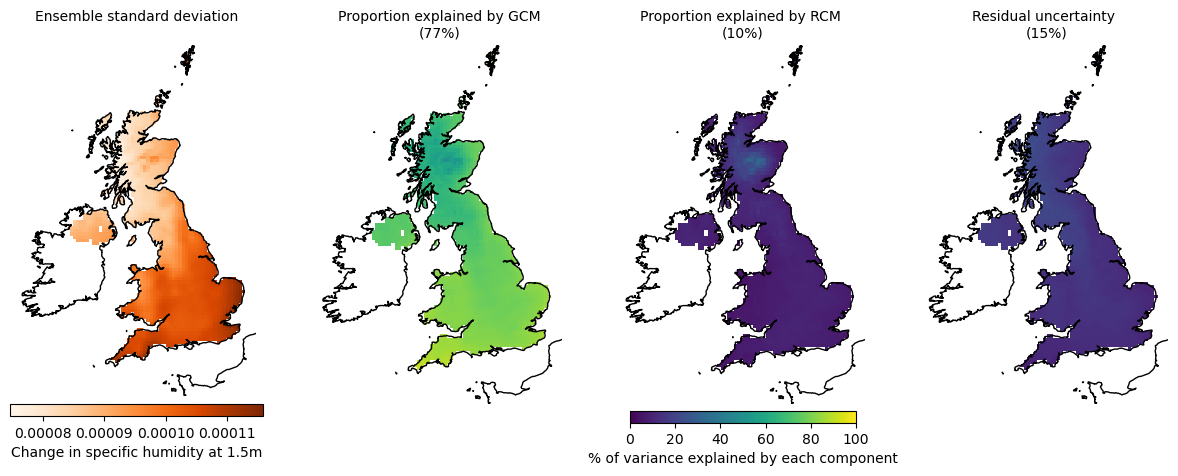 Ensemble standard deviation
Proportion explained by GCM
(77%)
Proportion explained by RCM
(10%)
Residual uncertainty
(15%)
0.00008 0.00009 0.00010 0.00011
Change in specific humidity at 1.5m
0 20 40 60 80 100
% of variance explained by each component